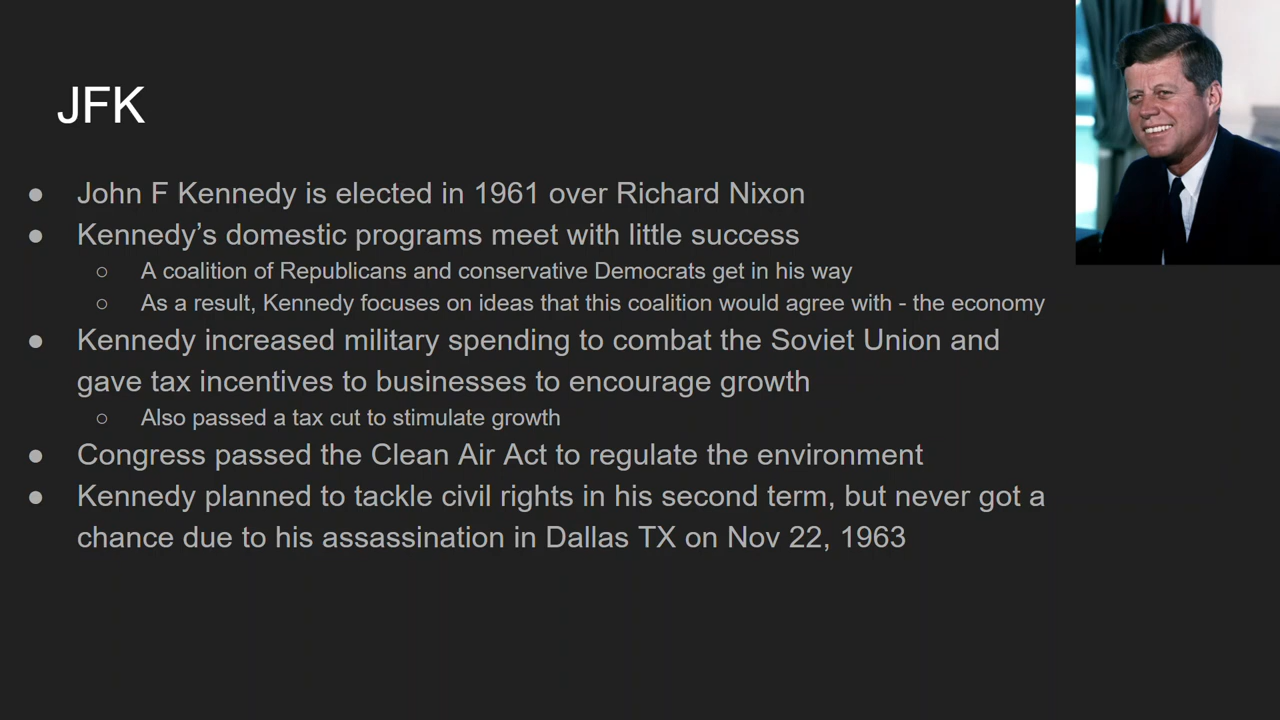 JFK
● John F Kennedy is elected in 1961 over Richard Nixon
● Kennedy’s domestic programs meet with little success
○ A coalition of Republicans and conservative Democrats get in his way
○ As a result, Kennedy focuses on ideas that this coalition would agree with - the economy
● Kennedy increased military spending to combat the Soviet Union and
gave tax incentives to businesses to encourage growth
○ Also passed a tax cut to stimulate growth
● Congress passed the Clean Air Act to regulate the environment
● Kennedy planned to tackle civil rights in his second term, but never got a
chance due to his assassination in Dallas TX on Nov 22, 1963